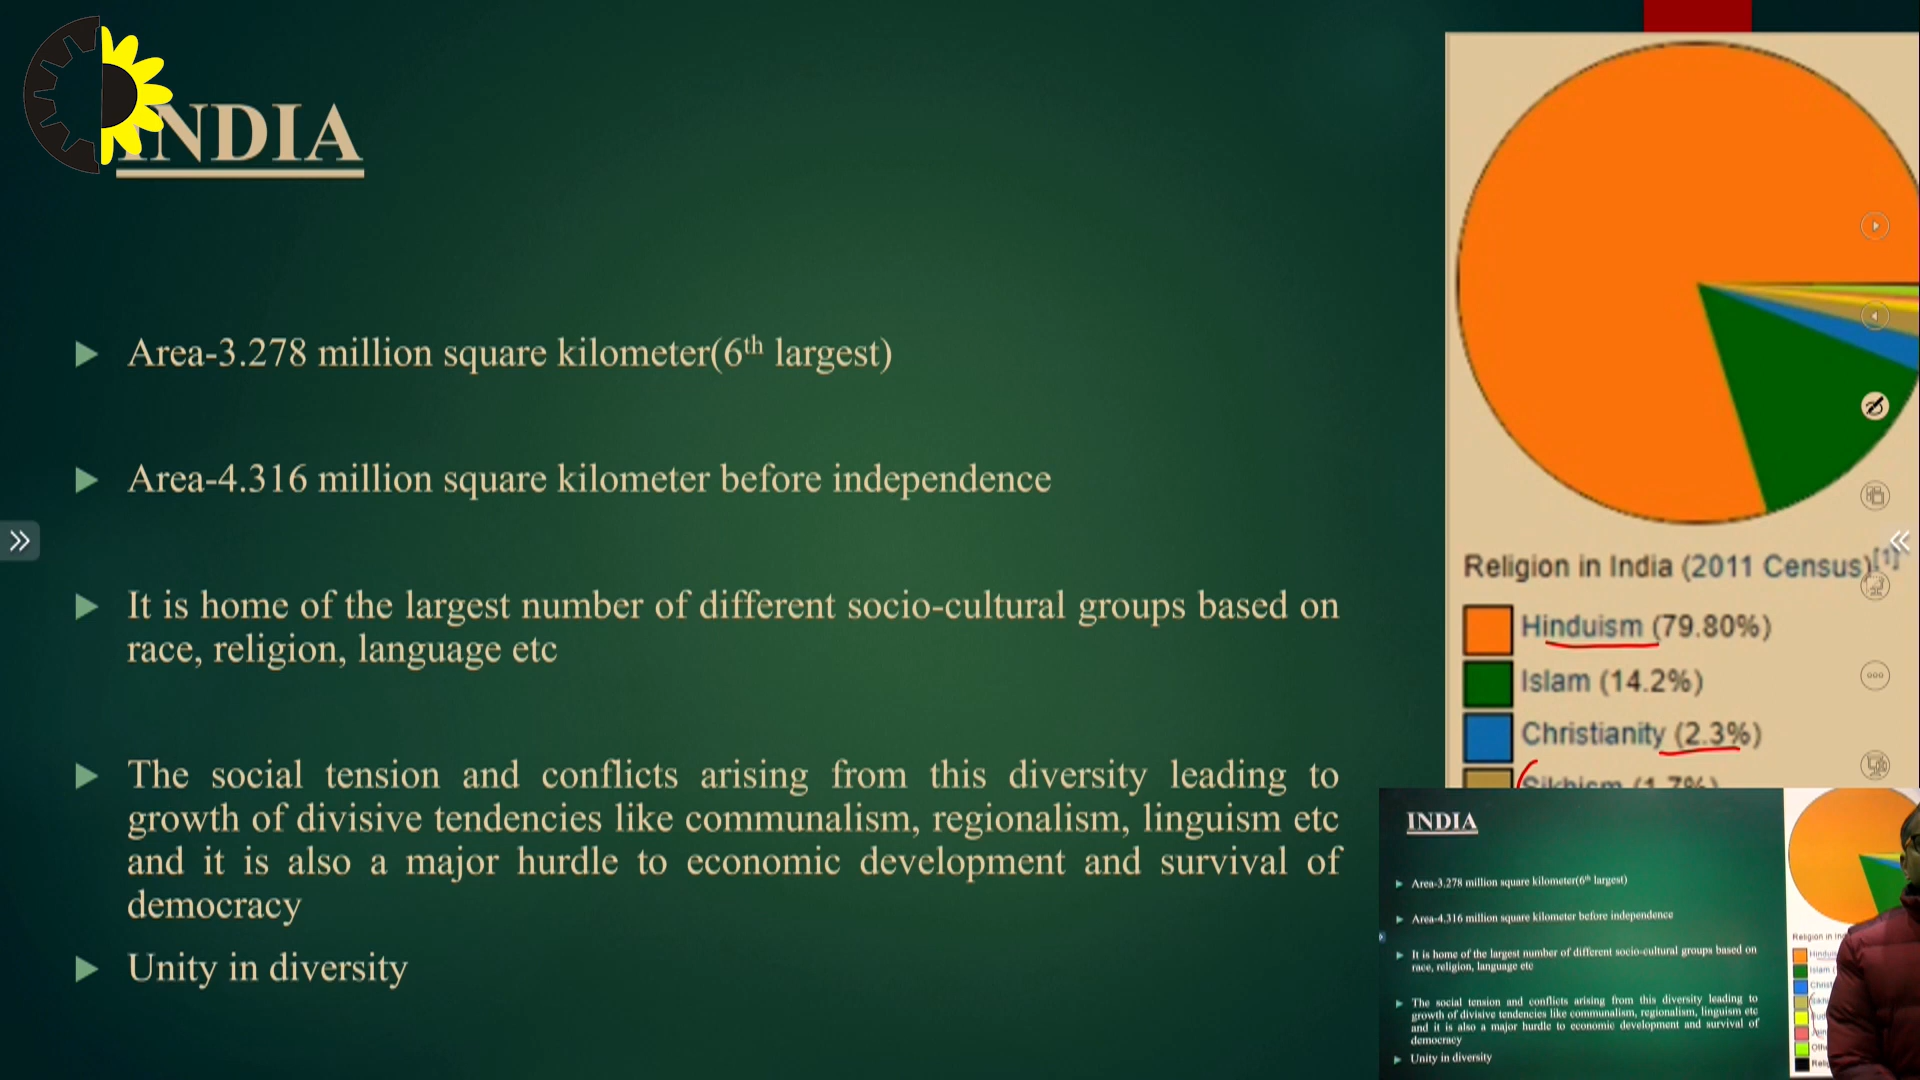 INDIA
Area-3.278 million square kilometer(6th largest)
Area-4.316 million square kilometer before independence
It is home of the largest number of different socio-cultural groups based on
race, religion, language etc
The social tension and conflicts arising from this diversity leading to
growth of divisive tendencies like communalism, regionalism, linguism etc
and it is also a major hurdle to economic development and survival of
democracy
Unity in diversity
Religion in India (2011 Census)[1]
Hinduism (79.80%)
Islam (14.2%)
Christianity (2.3%)
Sikhism (1.7%)
INDIA
Area-3.278 million square kilometer(6th largest)
Area-4.316 million square kilometer before independence
It is home of the largest number of different socio-cultural groups based on
race, religion, language etc
The social tension and conflicts arising from this diversity leading to
growth of divisive tendencies like communalism, regionalism, linguism etc
and it is also a major hurdle to economic development and survival of
democracy
Unity in diversity
Religion in